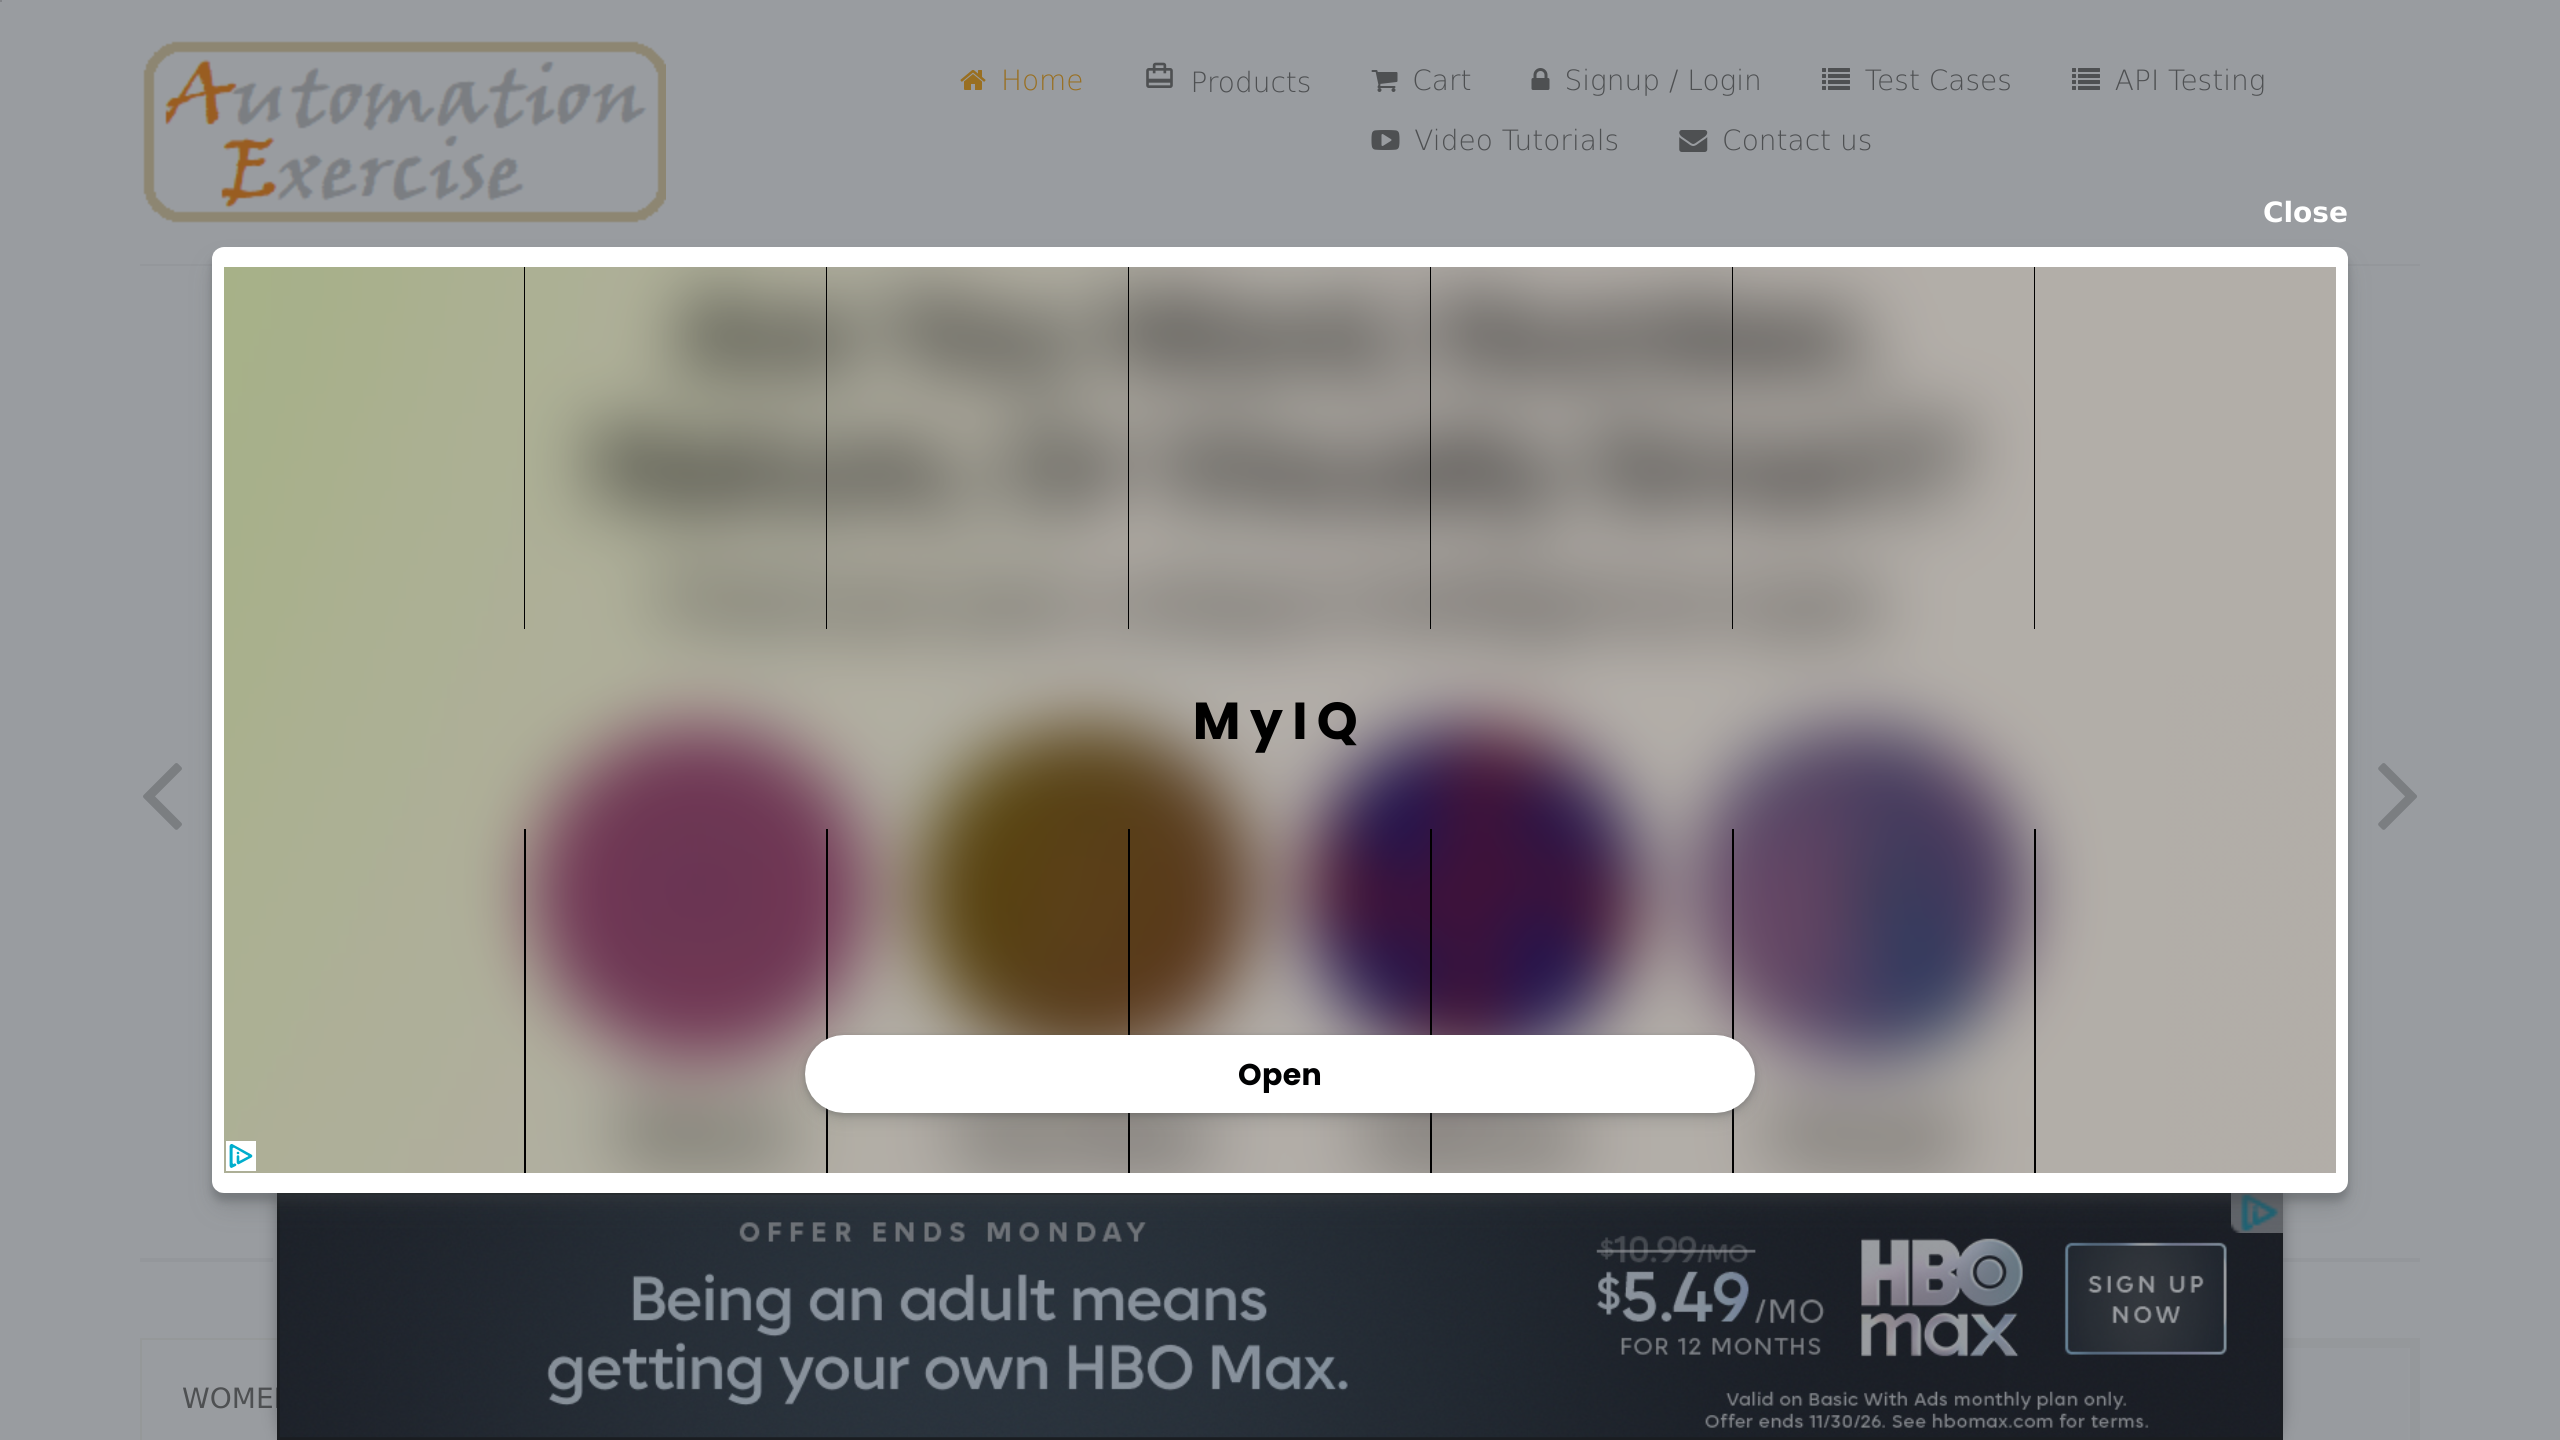 Automation
Exercise
Home
Products
Cart
Signup / Login
Test Cases
API Testing
Video Tutorials
Contact us
Close
MyIQ
Open
OFFER ENDS MONDAY
Being an adult means
getting your own HBO Max.
$10.99/MO
$5.49/MO
FOR 12 MONTHS
HBO
max
SIGN UP
NOW
Valid on Basic With Ads monthly plan only.
Offer ends 11/30/26. See hbomax.com for terms.